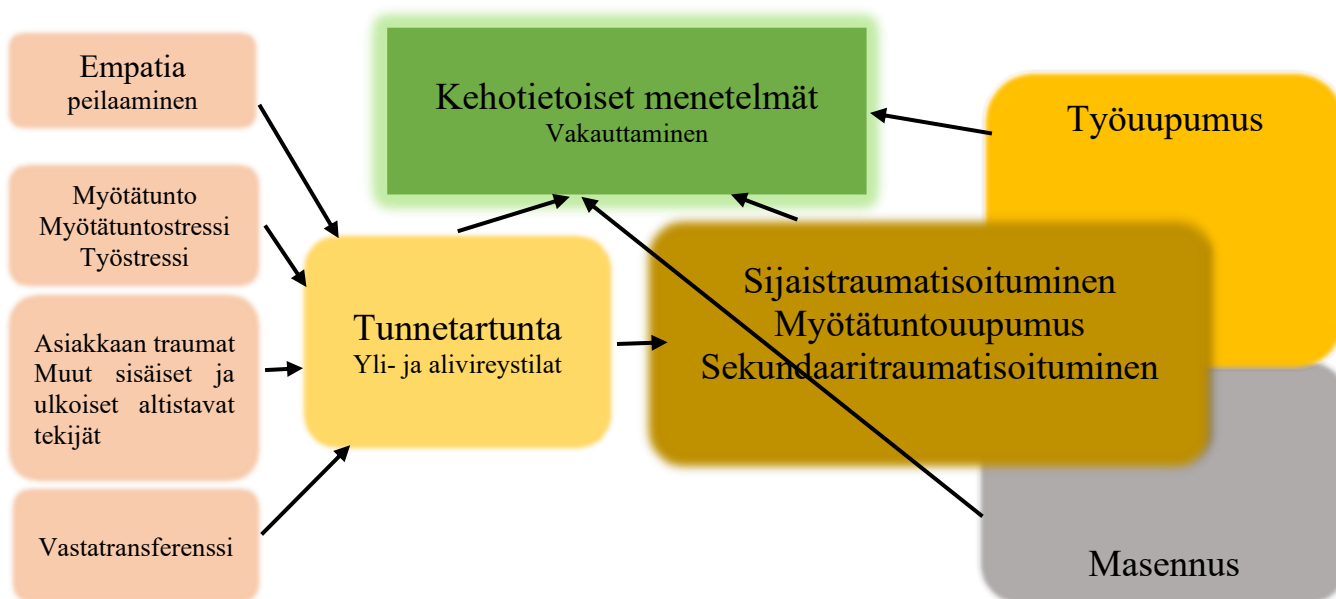 Empatia
peilaaminen
Myötätunto
Myötätuntostressi
Työstressi
Asiakkaan traumat
Muut sisäiset ja
ulkoiset altistavat
tekijät
Vastatransferenssi
Kehotietoiset menetelmät
Vakauttaminen
Tunnetartunta
Yli- ja alivireystilat
Sijaistraumatisoituminen
Myötätuntouupumus
Sekundaaritraumatisoituminen
Työuupumus
Masennus